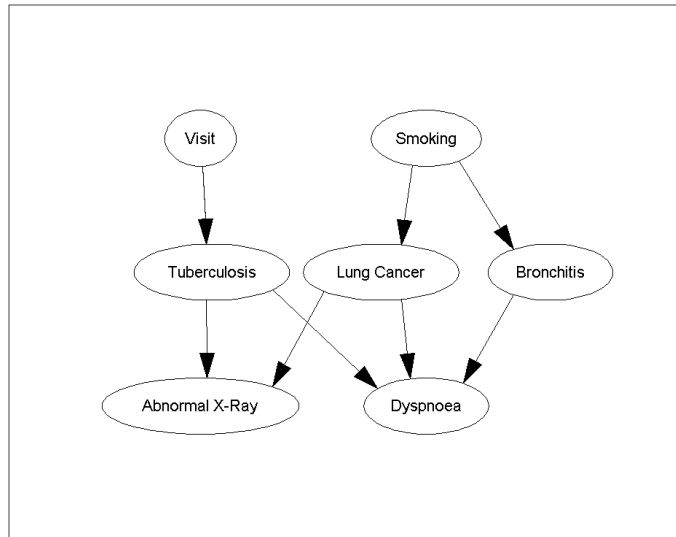 Visit
Smoking
Tuberculosis
Lung Cancer
Bronchitis
Abnormal X-Ray
Dyspnoea